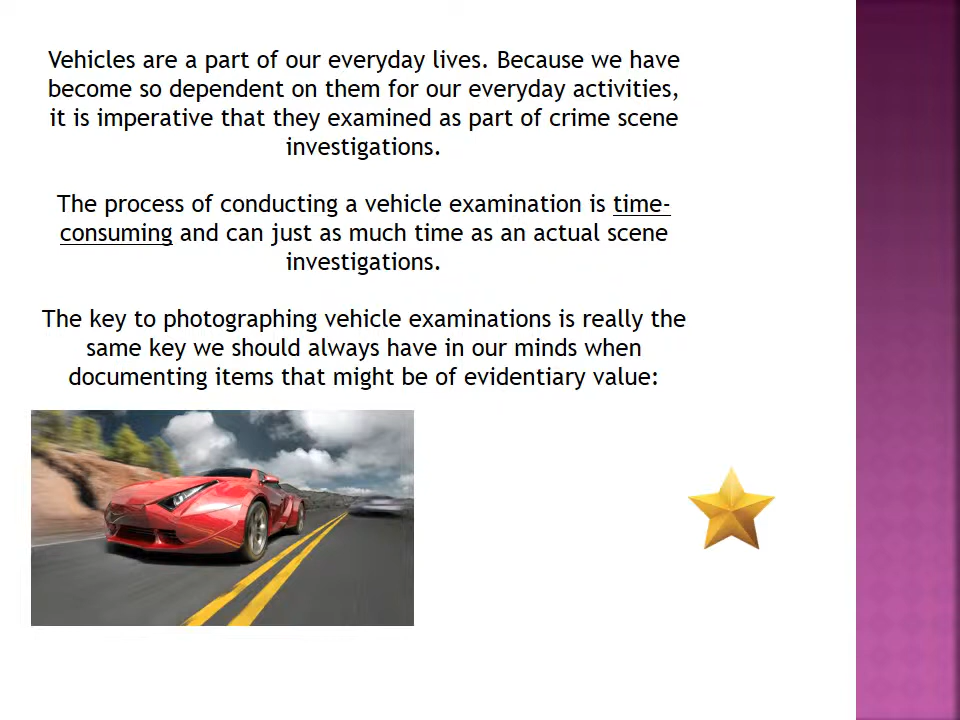 Vehicles are a part of our everyday lives. Because we have
become so dependent on them for our everyday activities,
it is imperative that they examined as part of crime scene
investigations.
The process of conducting a vehicle examination is time-
consuming and can just as much time as an actual scene
investigations.
The key to photographing vehicle examinations is really the
same key we should always have in our minds when
documenting items that might be of evidentiary value: